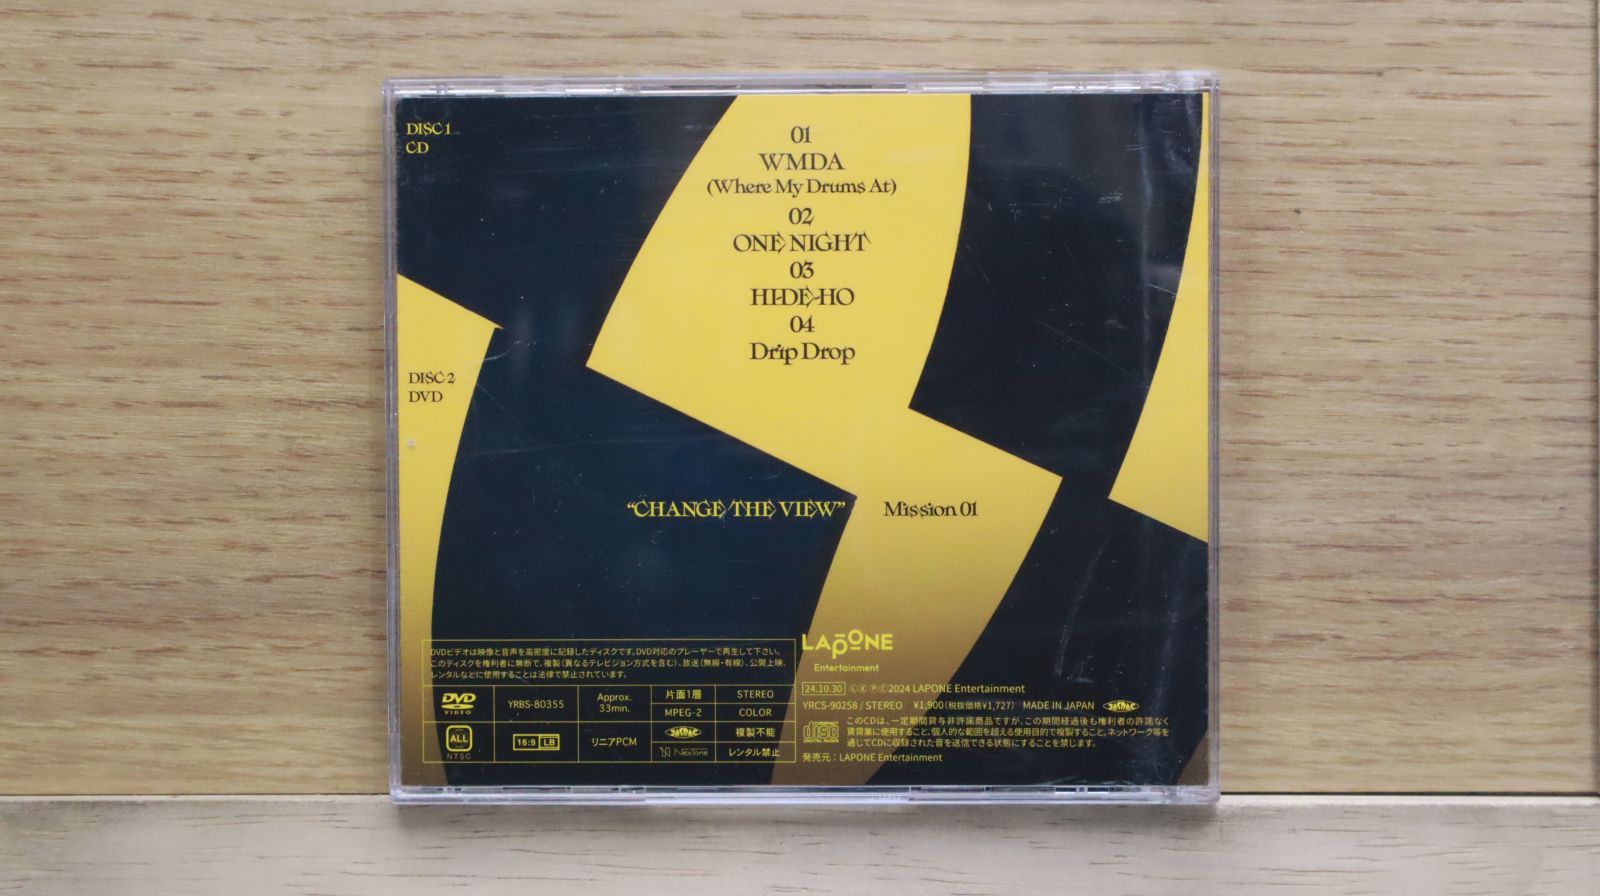 DISC 1
CD
01
WMDA
(Where My Drums At)
02
ONE NIGHT
03
HI-DE-HO
04
Drip Drop
DISC 2
DVD
“CHANGE THE VIEW”
Mission 01
DVDビデオは映像と音声を高密度に記録したディスクです。DVD対応のプレーヤーで再生して下さい。
このディスクを権利者に無断で、複製(異なるテレビジョン方式を含む)、放送(無線・有線)、公開上映、
レンタルなどに使用することは法律で禁止されています。
DVD
VIDEO
YRBS-80355
Approx.
33min.
片面1層
STEREO
MPEG-2
COLOR
ALL
NTSC
16:9 LB
リニアPCM
JASRAC
複製不能
NexTone
レンタル禁止
LAPONE
Entertainment
24.10.30 Ⓛ Ⓧ ⓅⒸ2024 LAPONE Entertainment
YRCS-90258 / STEREO ¥1,900(税抜価格¥1,727) MADE IN JAPAN JASRAC
COMPACT
disc
DIGITAL AUDIO
このCDは、一定期間貸与非許諾商品ですが、この期間経過後も権利者の許諾なく
賃貸業に使用すること、個人的な範囲を超える使用目的で複製すること、ネットワーク等を
通じてCDに収録された音を送信できる状態にすることを禁じます。
発売元:LAPONE Entertainment